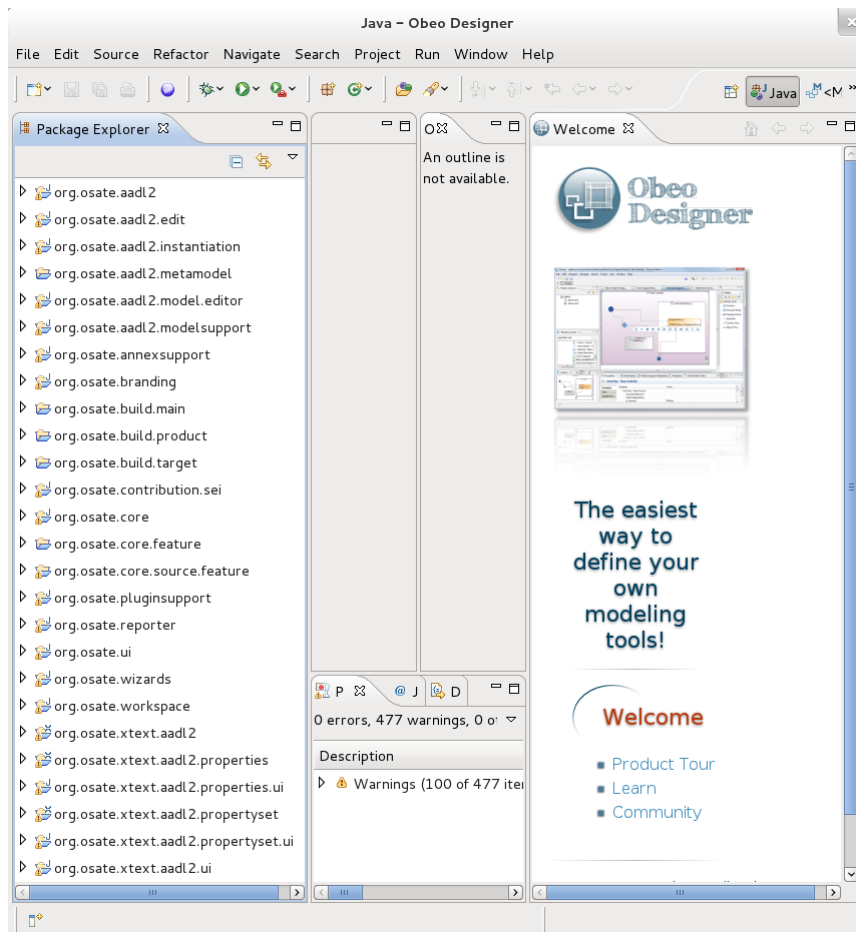 Java – Obeo Designer
File Edit Source Refactor Navigate Search Project Run Window Help
Java <M »
Package Explorer
org.osate.aadl2
org.osate.aadl2.edit
org.osate.aadl2.instantiation
org.osate.aadl2.metamodel
org.osate.aadl2.model.editor
org.osate.aadl2.modelsupport
org.osate.annexsupport
org.osate.branding
org.osate.build.main
org.osate.build.product
org.osate.build.target
org.osate.contribution.sei
org.osate.core
org.osate.core.feature
org.osate.core.source.feature
org.osate.pluginsupport
org.osate.reporter
org.osate.ui
org.osate.wizards
org.osate.workspace
org.osate.xtext.aadl2
org.osate.xtext.aadl2.properties
org.osate.xtext.aadl2.properties.ui
org.osate.xtext.aadl2.propertyset
org.osate.xtext.aadl2.propertyset.ui
org.osate.xtext.aadl2.ui
O
An outline is
not available.
P @ J D
0 errors, 477 warnings, 0 ot
Description
Warnings (100 of 477 iter
Welcome
Obeo
Designer
The easiest
way to
define your
own
modeling
tools!
Welcome
Product Tour
Learn
Community